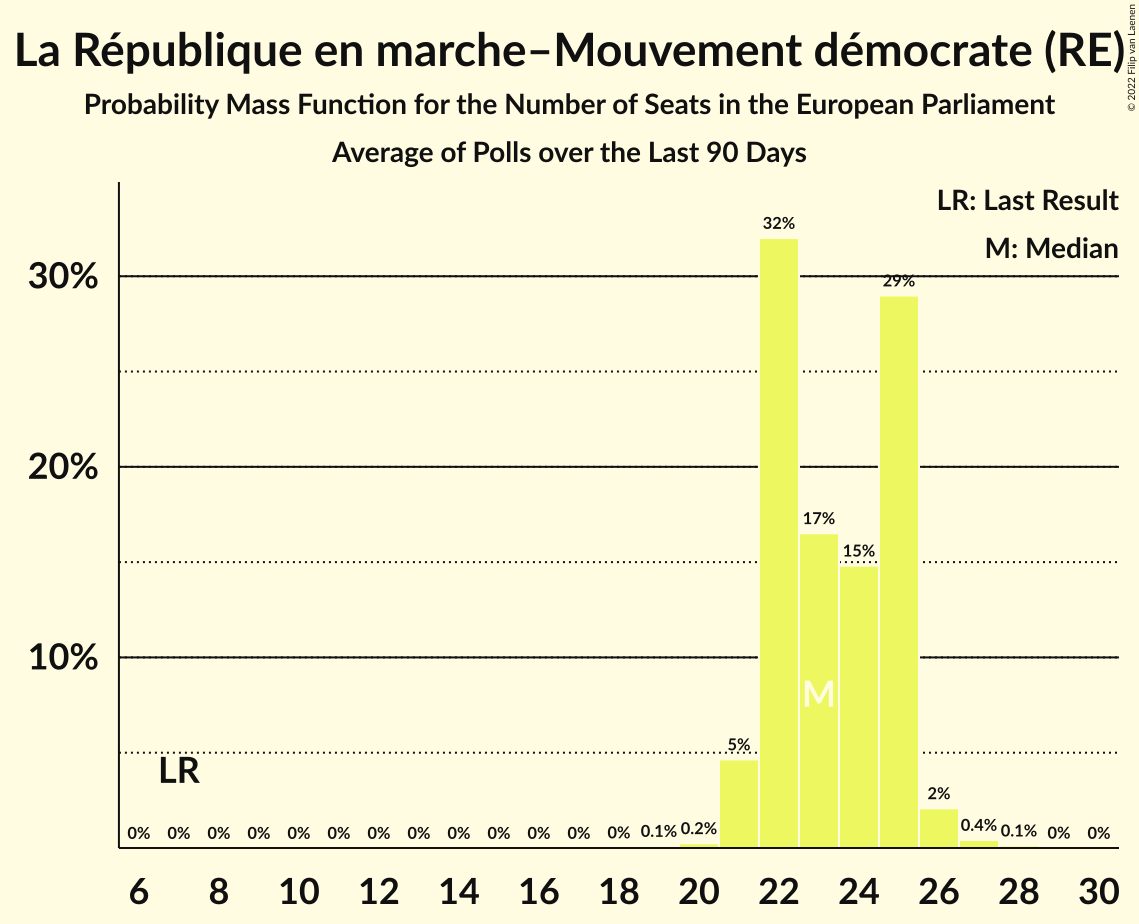 La République en marche–Mouvement démocrate (RE)
Probability Mass Function for the Number of Seats in the European Parliament
Average of Polls over the Last 90 Days
© 2022 Filip van Laenen
LR: Last Result
M: Median
30%
20%
10%
32%
29%
17%
15%
M
5%
LR
2%
0% 0% 0% 0% 0% 0% 0% 0% 0% 0% 0% 0% 0% 0.1% 0.2% 0.4% 0.1% 0% 0%
6 8 10 12 14 16 18 20 22 24 26 28 30